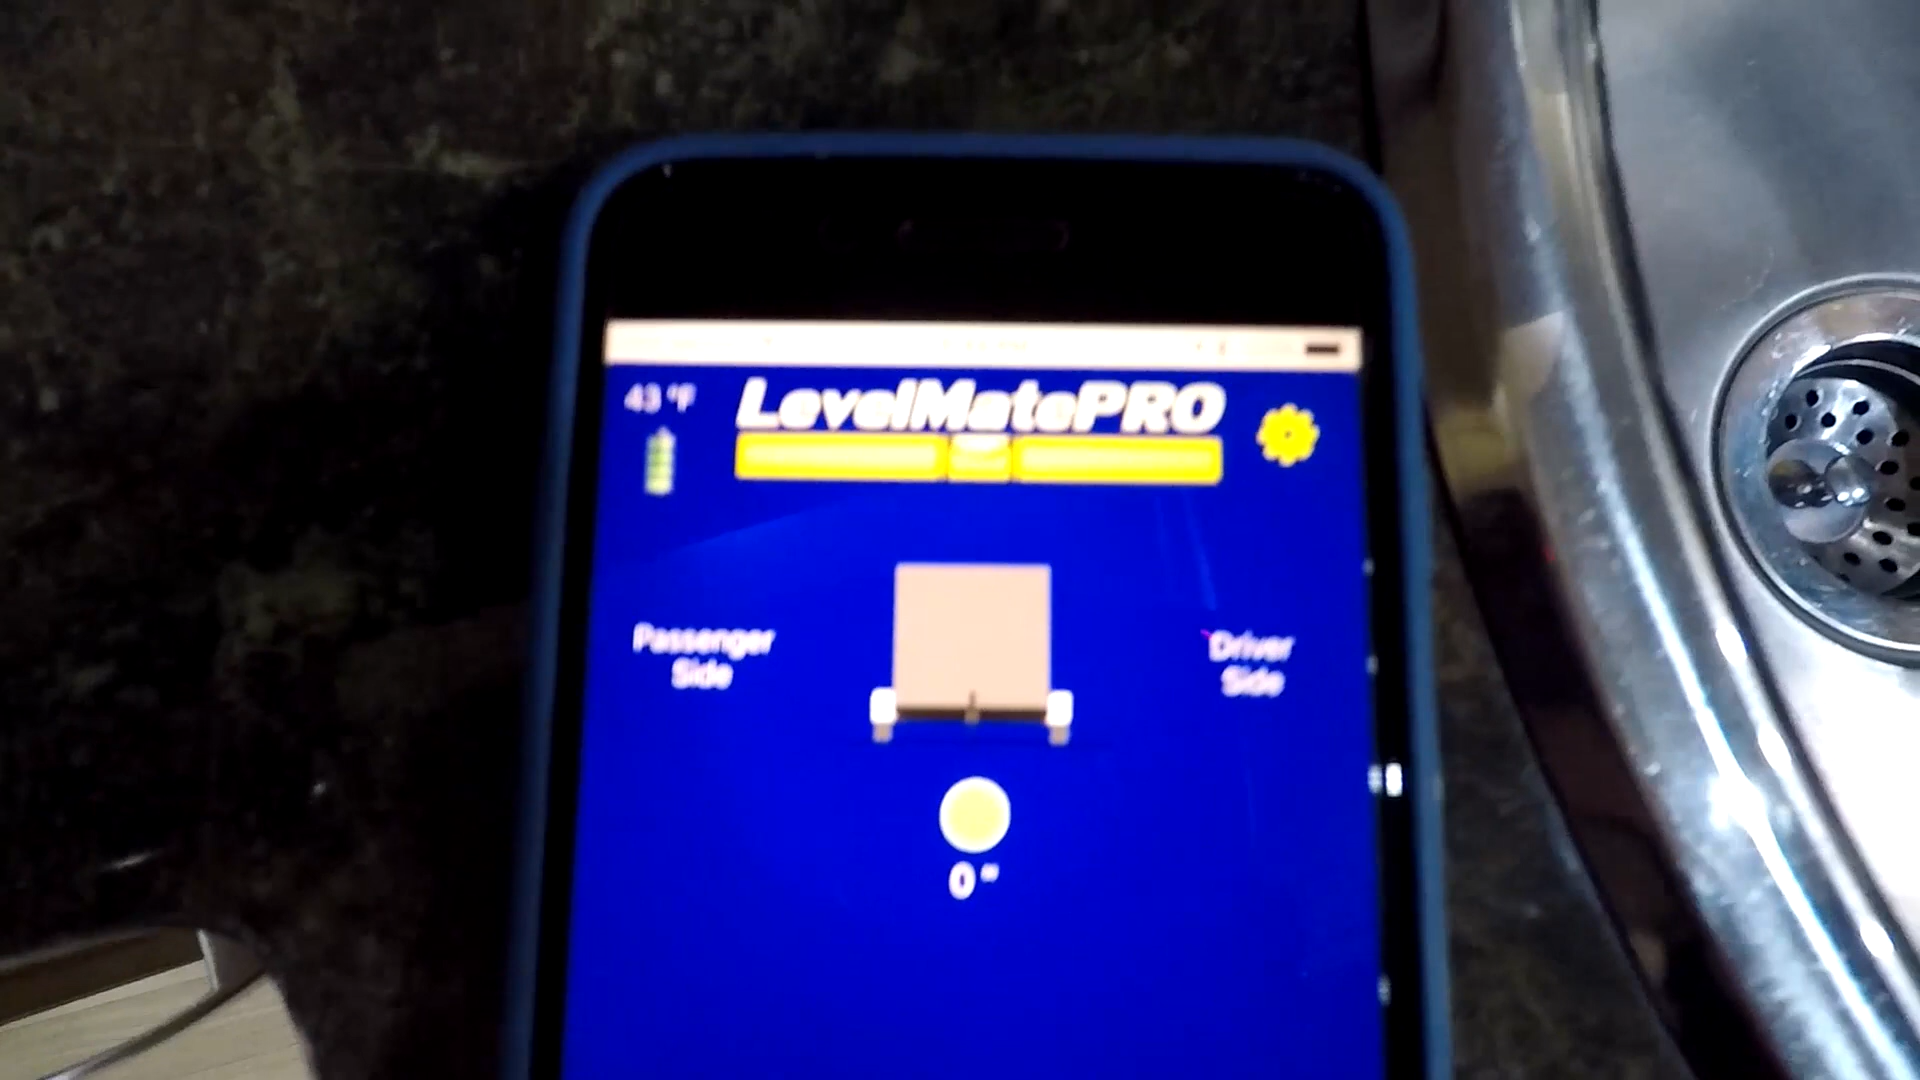 43 °F
LevelMatePRO
Passenger
Side
Driver
Side
0 "